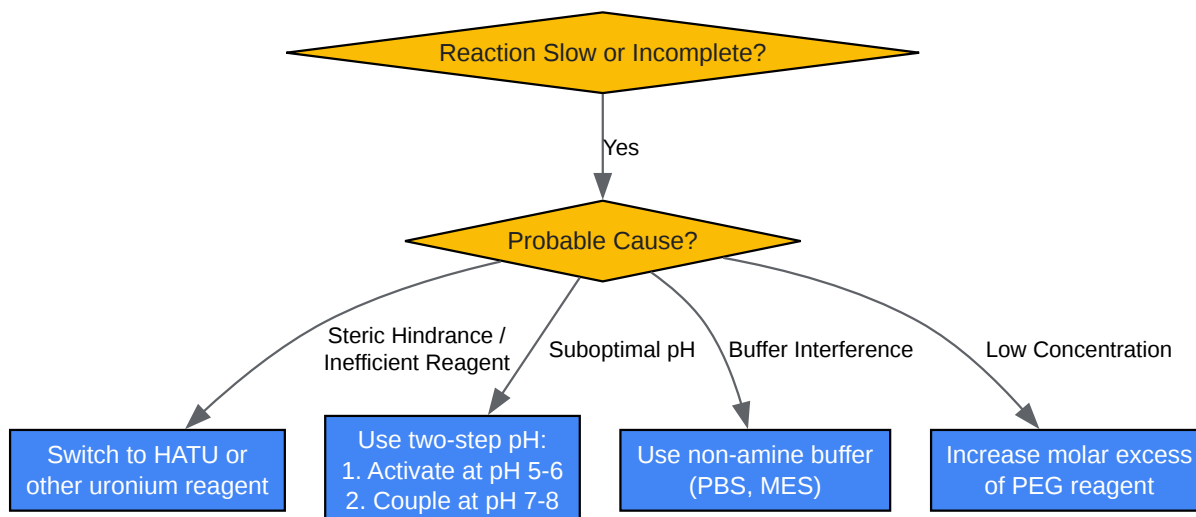 Reaction Slow or Incomplete?
Yes
Probable Cause?
Steric Hindrance /
Inefficient Reagent
Suboptimal pH
Buffer Interference
Low Concentration
Switch to HATU or
other uronium reagent
Use two-step pH:
1. Activate at pH 5-6
2. Couple at pH 7-8
Use non-amine buffer
(PBS, MES)
Increase molar excess
of PEG reagent